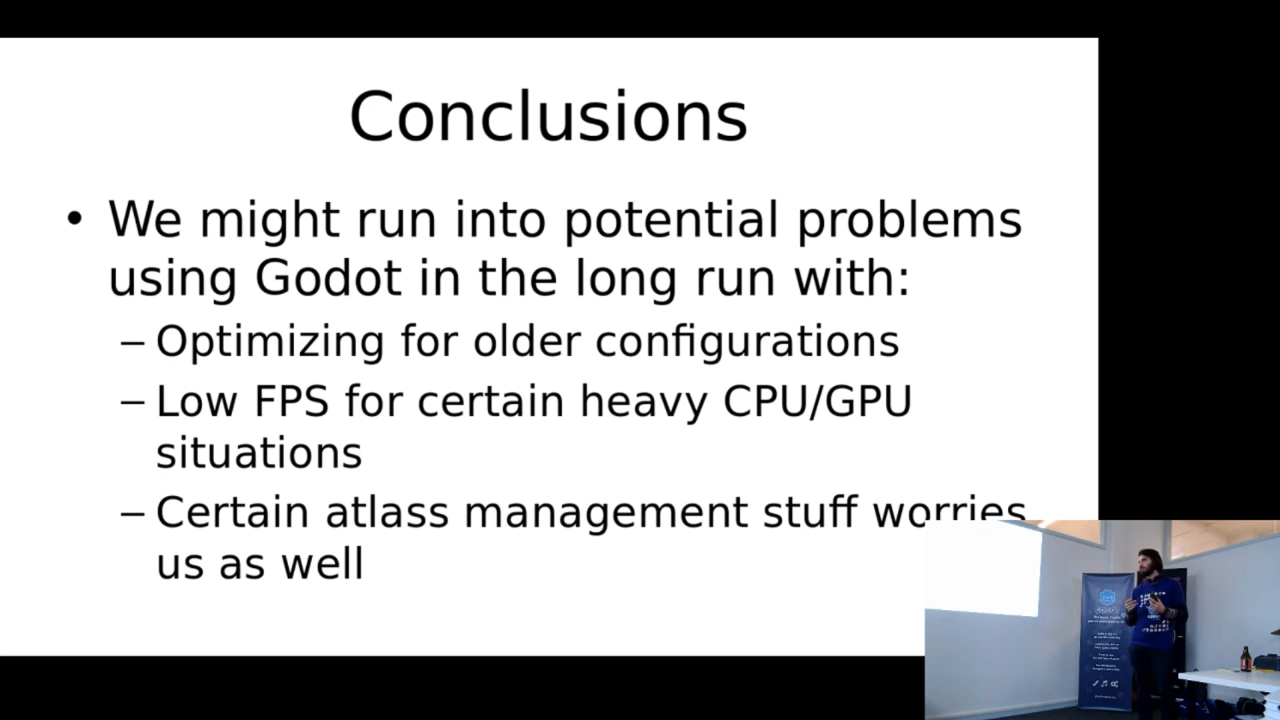 Conclusions
• We might run into potential problems
using Godot in the long run with:
– Optimizing for older configurations
– Low FPS for certain heavy CPU/GPU
situations
– Certain atlass management stuff worries
us as well
GODOT